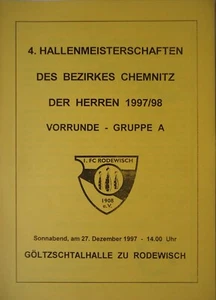 4. HALLENMEISTERSCHAFTEN
DES BEZIRKES CHEMNITZ
DER HERREN 1997/98
VORRUNDE - GRUPPE A
1. FC RODEWISCH
1908
e.V.
Sonnabend, am 27. Dezember 1997 - 14.00 Uhr
GÖLTZSCHTALHALLE ZU RODEWISCH